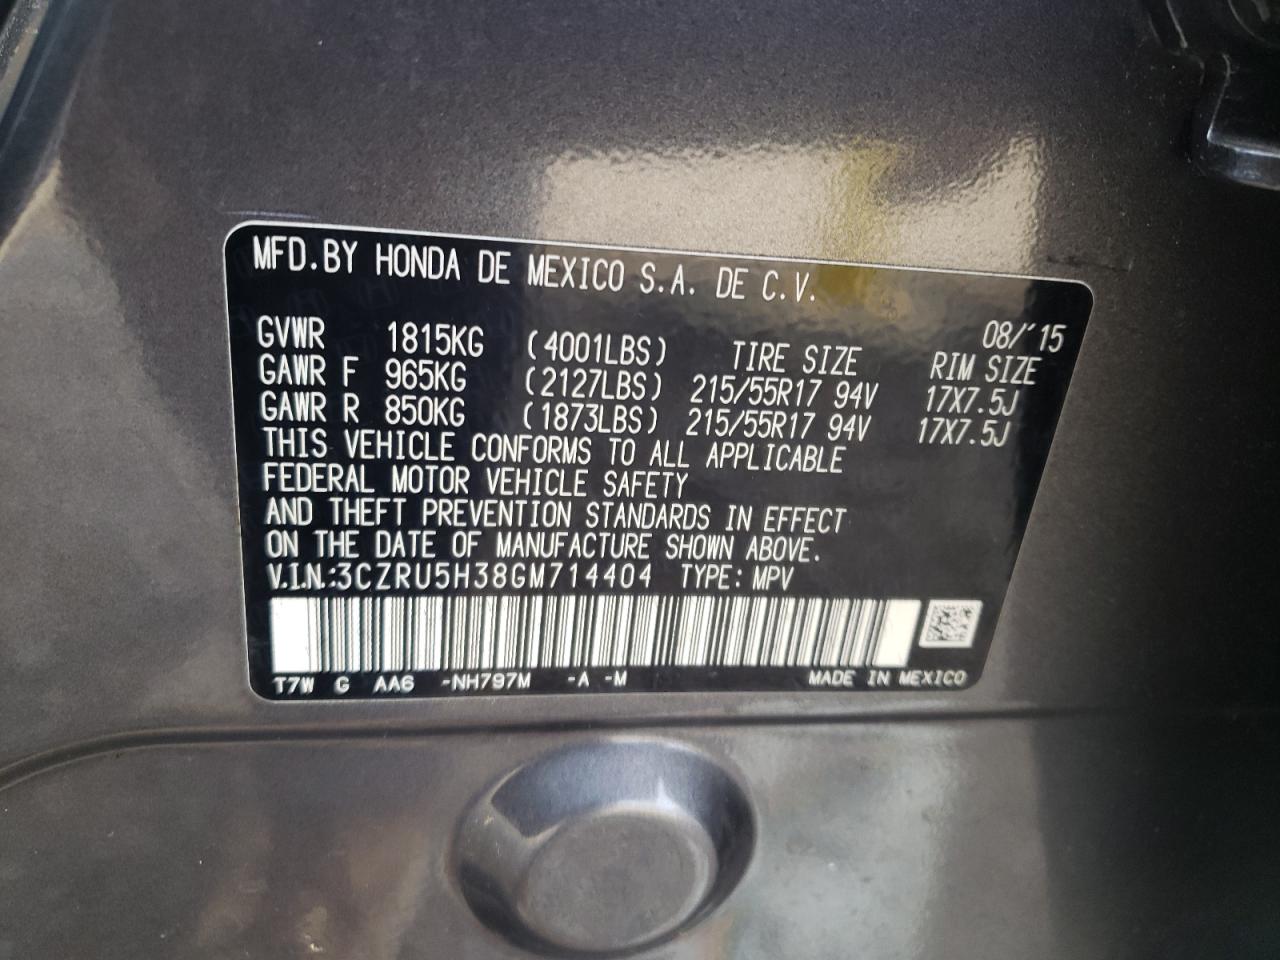 MFD.BY HONDA DE MEXICO S.A. DE C.V.
08/'15
GVWR 1815KG (4001LBS) TIRE SIZE RIM SIZE
GAWR F 965KG (2127LBS) 215/55R17 94V 17X7.5J
GAWR R 850KG (1873LBS) 215/55R17 94V 17X7.5J
THIS VEHICLE CONFORMS TO ALL APPLICABLE
FEDERAL MOTOR VEHICLE SAFETY
AND THEFT PREVENTION STANDARDS IN EFFECT
ON THE DATE OF MANUFACTURE SHOWN ABOVE.
V.I.N.:3CZRU5H38GM714404 TYPE: MPV
T7W G AA6 -NH797M -A -M MADE IN MEXICO